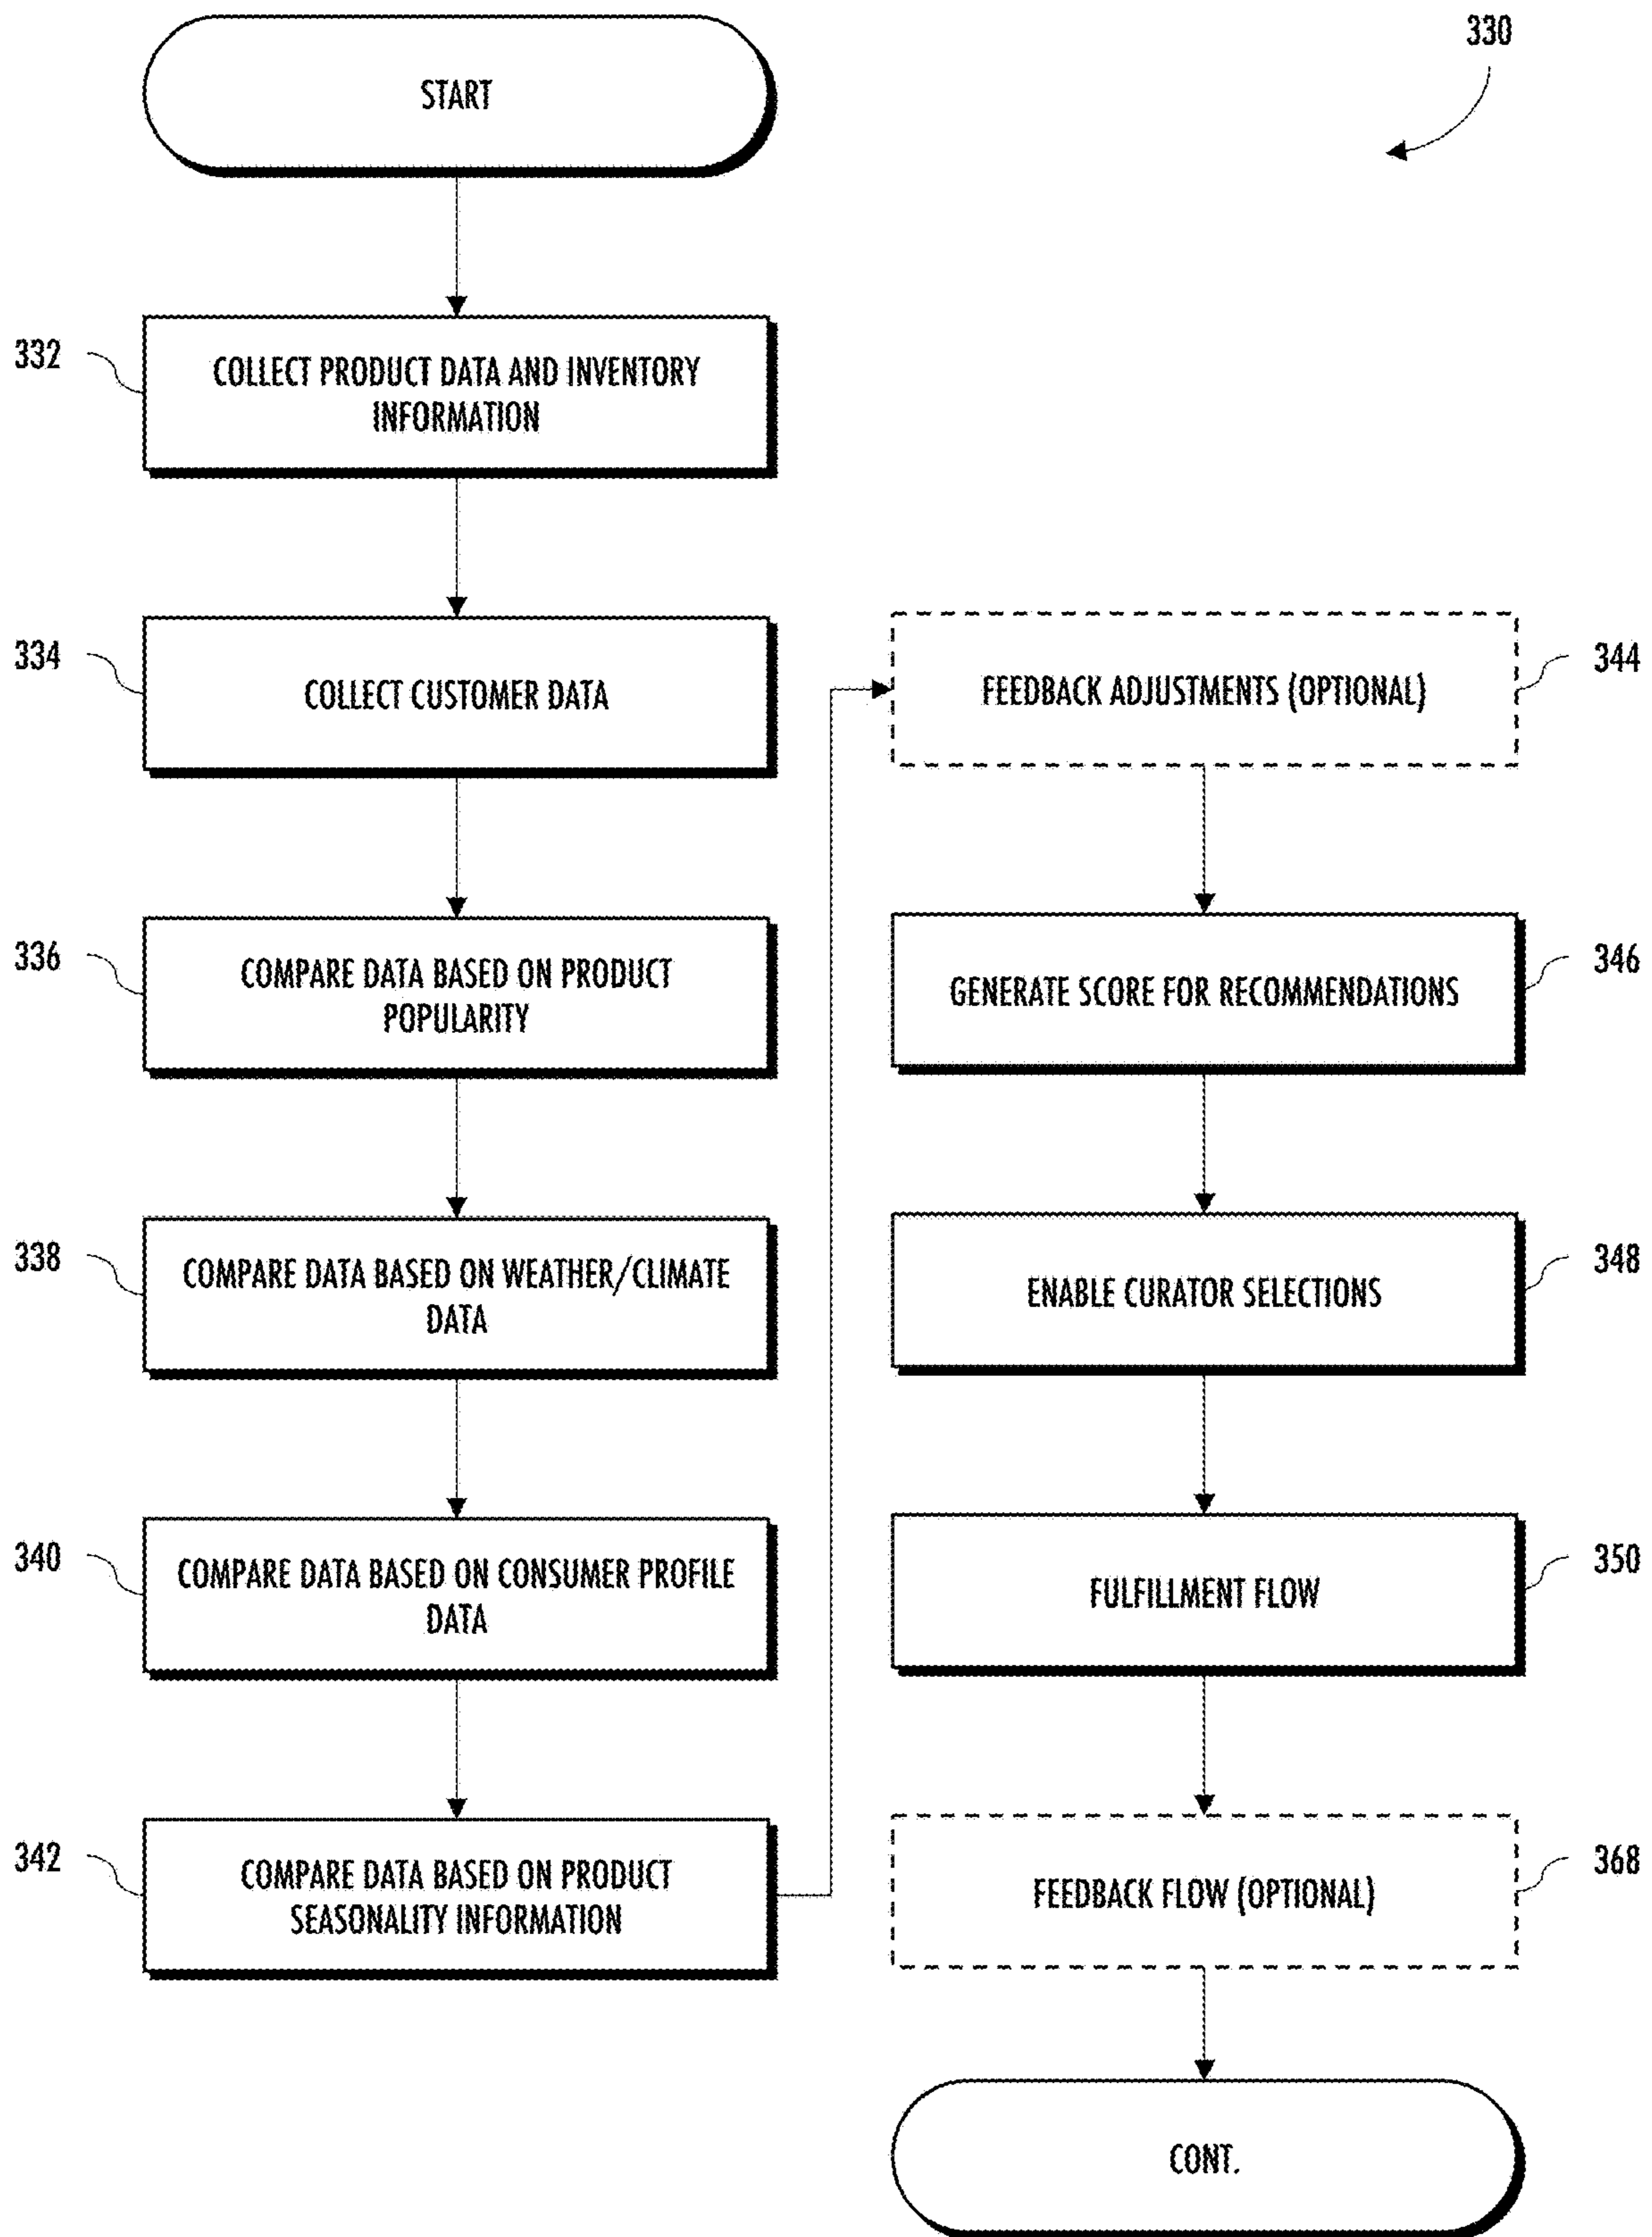 START
330
332
COLLECT PRODUCT DATA AND INVENTORY
INFORMATION
334
COLLECT CUSTOMER DATA
336
COMPARE DATA BASED ON PRODUCT
POPULARITY
338
COMPARE DATA BASED ON WEATHER/CLIMATE
DATA
340
COMPARE DATA BASED ON CONSUMER PROFILE
DATA
342
COMPARE DATA BASED ON PRODUCT
SEASONALITY INFORMATION
FEEDBACK ADJUSTMENTS (OPTIONAL)
344
GENERATE SCORE FOR RECOMMENDATIONS
346
ENABLE CURATOR SELECTIONS
348
FULFILLMENT FLOW
350
FEEDBACK FLOW (OPTIONAL)
368
CONT.